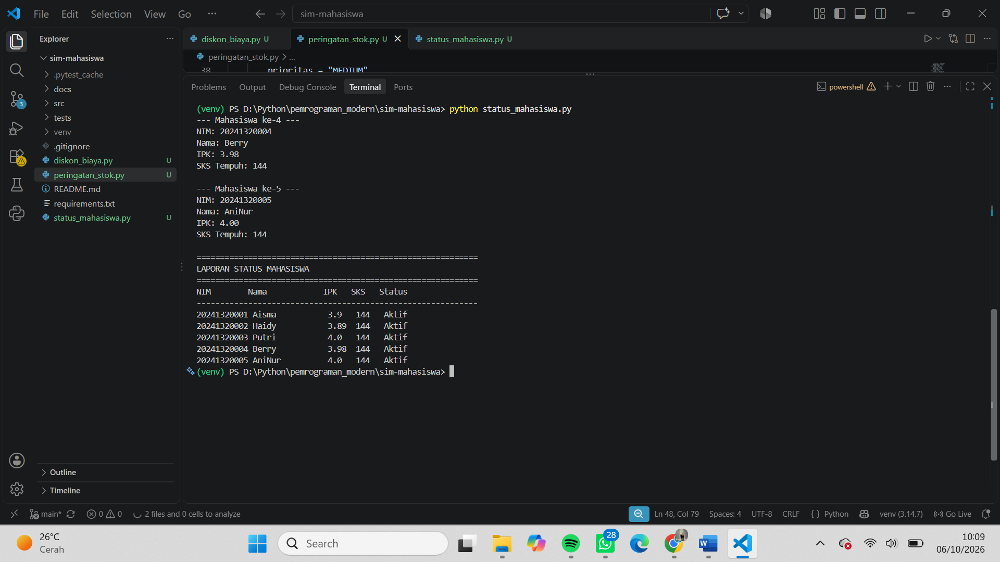 File Edit Selection View Go ... sim-mahasiswa
Explorer
sim-mahasiswa
.pytest_cache
docs
src
tests
venv
.gitignore
diskon_biaya.py U
peringatan_stok.py U
README.md
requirements.txt
status_mahasiswa.py U
Outline
Timeline
3
diskon_biaya.py U peringatan_stok.py U status_mahasiswa.py U
peringatan_stok.py > ...
38 prioritas = "MEDIUM"
Problems Output Debug Console Terminal Ports powershell
(venv) PS D:\Python\pemrograman_modern\sim-mahasiswa> python status_mahasiswa.py
--- Mahasiswa ke-4 ---
NIM: 20241320004
Nama: Berry
IPK: 3.98
SKS Tempuh: 144
--- Mahasiswa ke-5 ---
NIM: 20241320005
Nama: AniNur
IPK: 4.00
SKS Tempuh: 144
============================================================
LAPORAN STATUS MAHASISWA
============================================================
NIM Nama IPK SKS Status
------------------------------------------------------------
20241320001 Aisma 3.9 144 Aktif
20241320002 Haidy 3.89 144 Aktif
20241320003 Putri 4.0 144 Aktif
20241320004 Berry 3.98 144 Aktif
20241320005 AniNur 4.0 144 Aktif
(venv) PS D:\Python\pemrograman_modern\sim-mahasiswa>
main* 0 0 2 files and 0 cells to analyze Ln 48, Col 79 Spaces: 4 UTF-8 CRLF {} Python venv (3.14.7) Go Live
26°C
Cerah
Search
28
10:09
06/10/2026